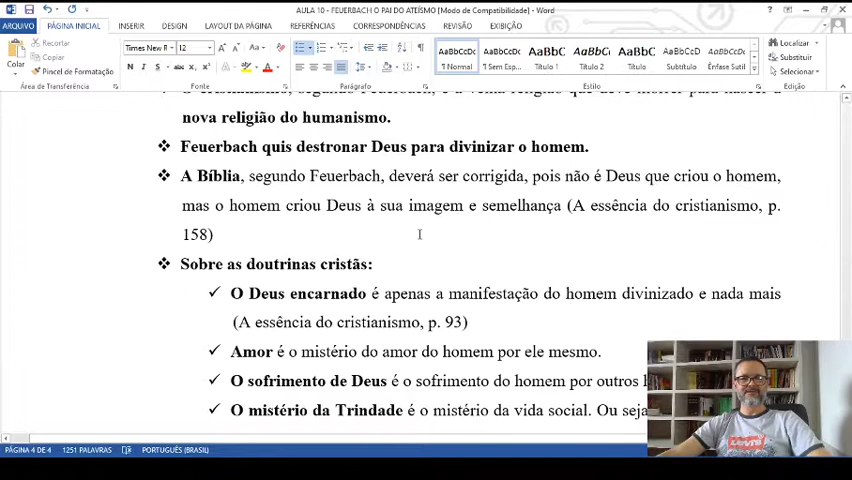 AULA 10 - FEUERBACH O PAI DO ATEÍSMO [Modo de Compatibilidade] - Word
ARQUIVO PÁGINA INICIAL INSERIR DESIGN LAYOUT DA PÁGINA REFERÊNCIAS CORRESPONDÊNCIAS REVISÃO EXIBIÇÃO
Colar
Recortar
Copiar
Pincel de Formatação
Times New R 12
AaBbCcDc AaBbCcDc AaBbC AaBbCc AaBbC AaBbCcD AaBbCcDc
¶ Normal ¶ Sem Esp... Título 1 Título 2 Título Subtítulo Ênfase Sutil
Localizar
Substituir
Selecionar
Área de Transferência Fonte Parágrafo Estilo Edição
nova religião do humanismo.
❖ Feuerbach quis destronar Deus para divinizar o homem.
❖ A Bíblia, segundo Feuerbach, deverá ser corrigida, pois não é Deus que criou o homem,
mas o homem criou Deus à sua imagem e semelhança (A essência do cristianismo, p.
158)
❖ Sobre as doutrinas cristãs:
✓ O Deus encarnado é apenas a manifestação do homem divinizado e nada mais
(A essência do cristianismo, p. 93)
✓ Amor é o mistério do amor do homem por ele mesmo.
✓ O sofrimento de Deus é o sofrimento do homem por outros
✓ O mistério da Trindade é o mistério da vida social. Ou seja
PÁGINA 4 DE 4 1251 PALAVRAS PORTUGUÊS (BRASIL)